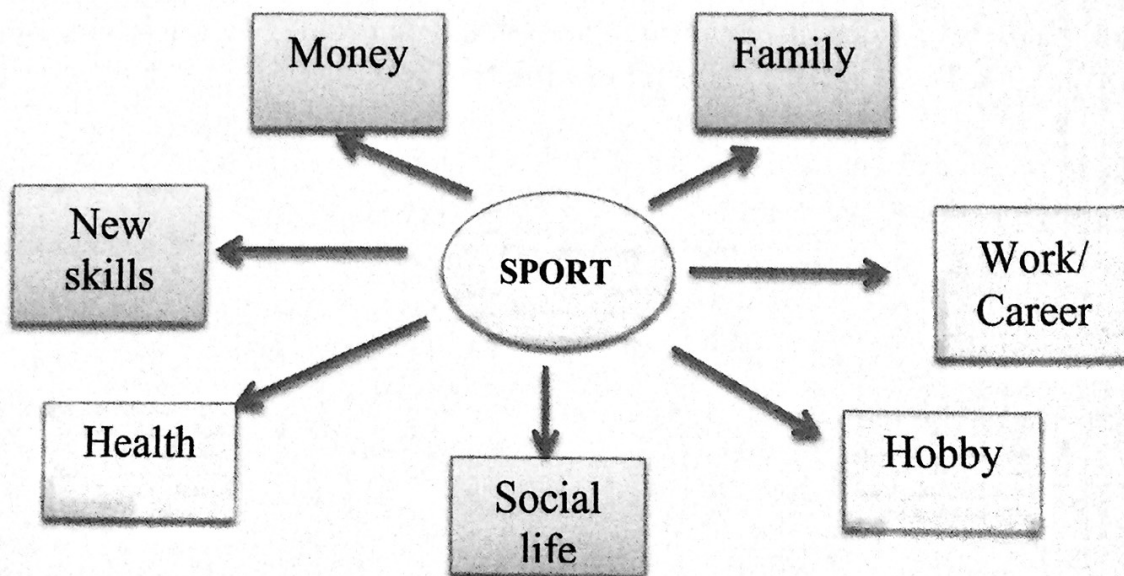 Money
Family
New
skills
SPORT
Work/
Career
Health
Hobby
Social
life